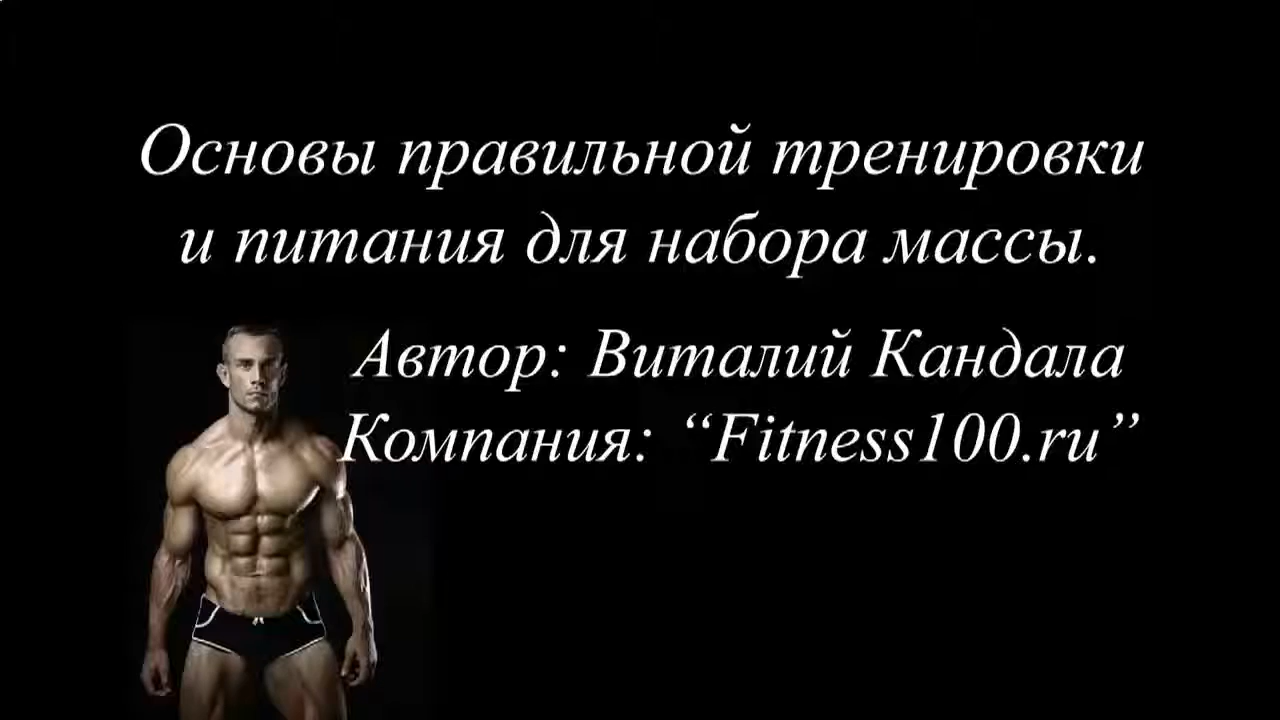 Основы правильной тренировки
и питания для набора массы.
Автор: Виталий Кандала
Компания: “Fitness100.ru”